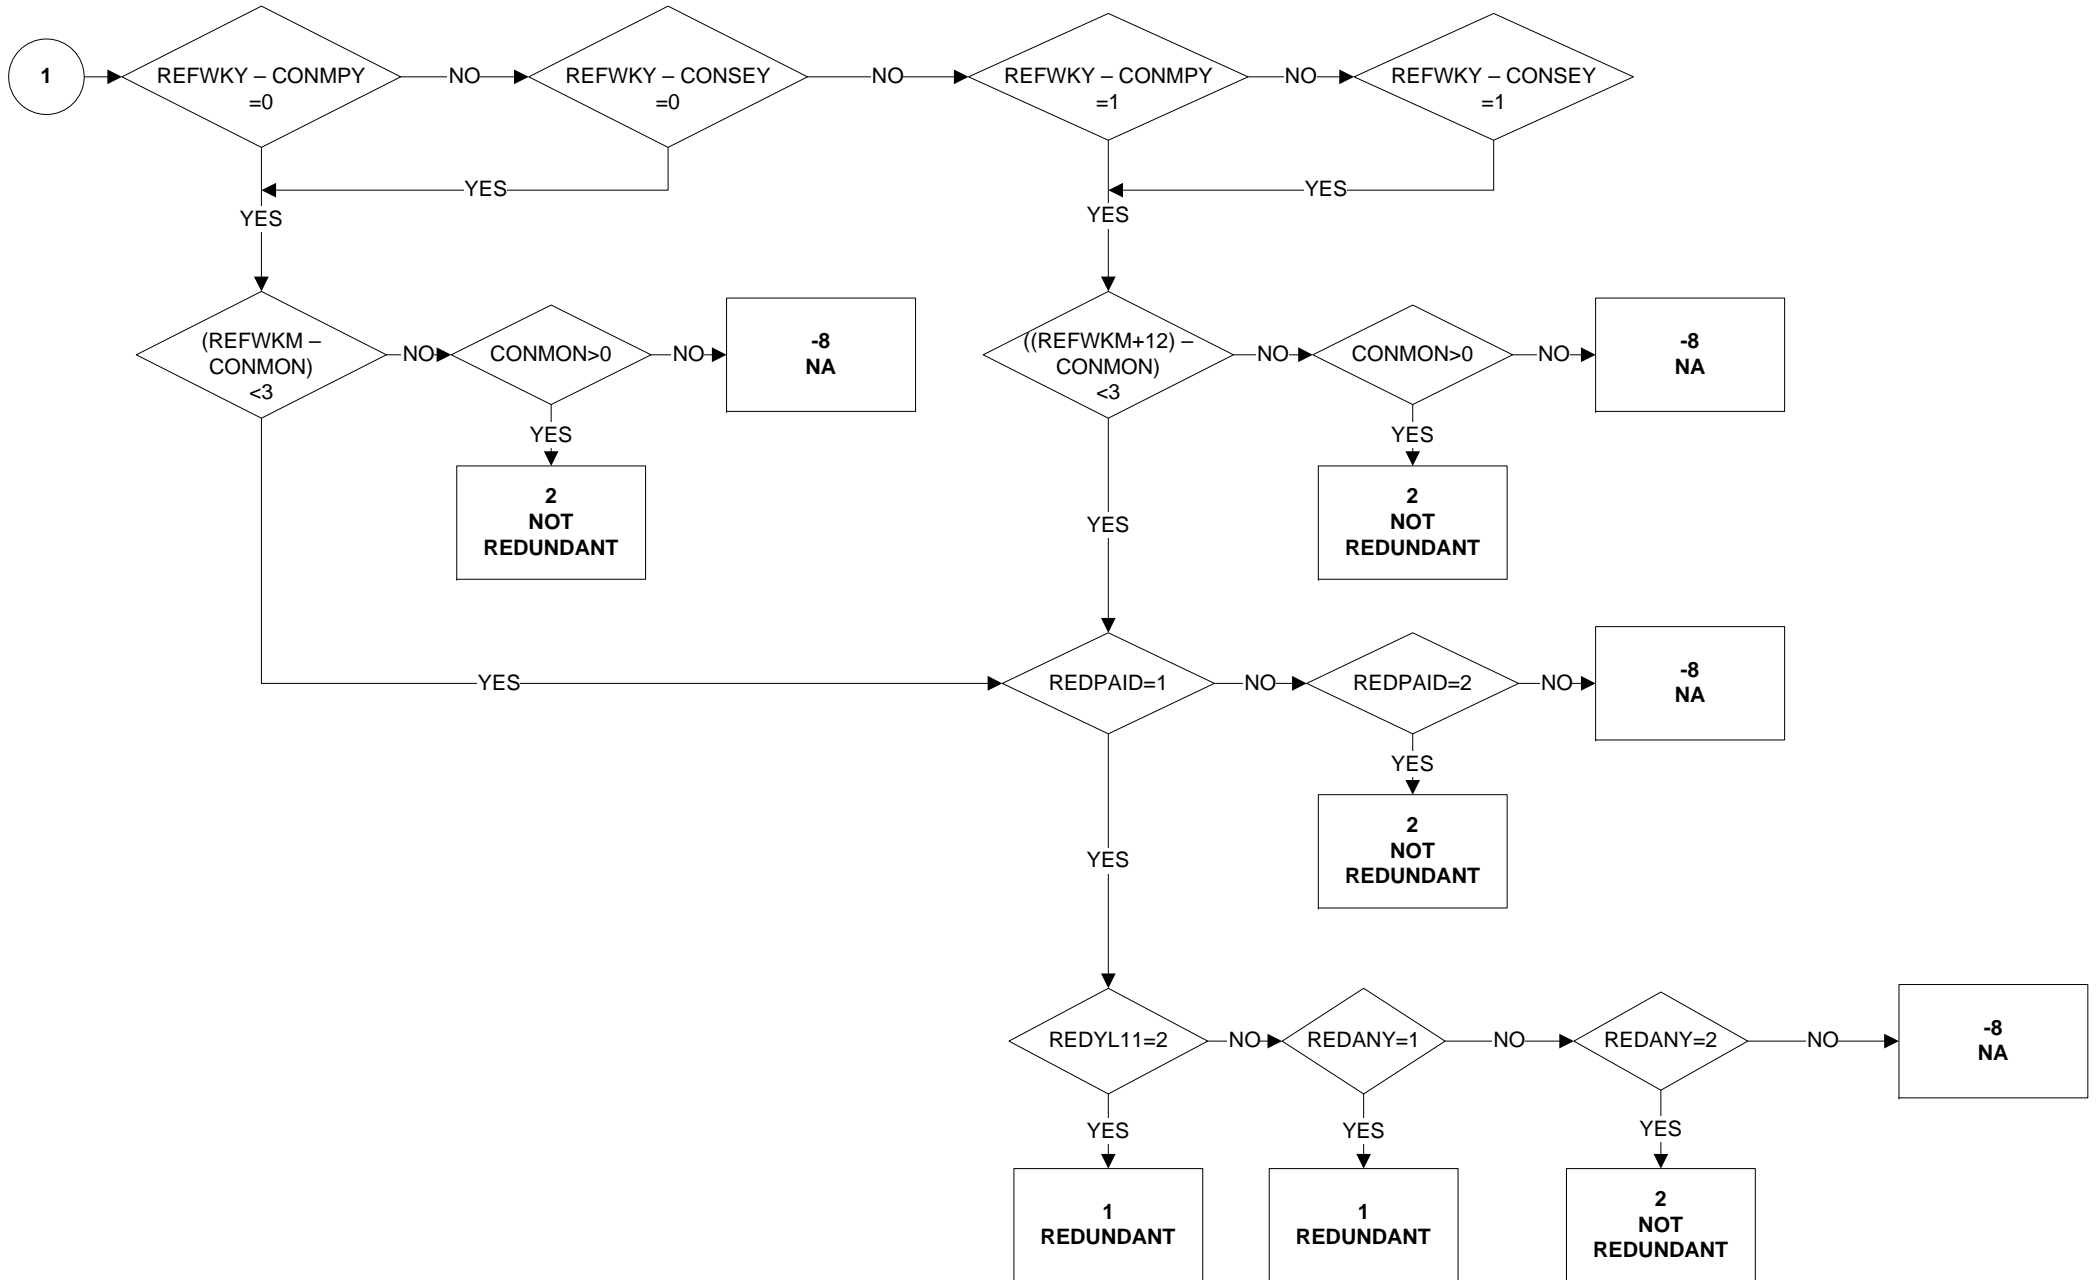 1
REFWKY – CONMPY
=0
NO
REFWKY – CONSEY
=0
NO
REFWKY – CONMPY
=1
NO
REFWKY – CONSEY
=1
YES
YES
YES
YES
(REFWKM –
CONMON)
<3
NO
CONMON>0
NO
-8
NA
((REFWKM+12) –
CONMON)
<3
NO
CONMON>0
NO
-8
NA
YES
YES
2
NOT
REDUNDANT
2
NOT
REDUNDANT
YES
YES
REDPAID=1
NO
REDPAID=2
NO
-8
NA
YES
2
NOT
REDUNDANT
YES
REDYL11=2
NO
REDANY=1
NO
REDANY=2
NO
-8
NA
YES
YES
YES
1
REDUNDANT
1
REDUNDANT
2
NOT
REDUNDANT